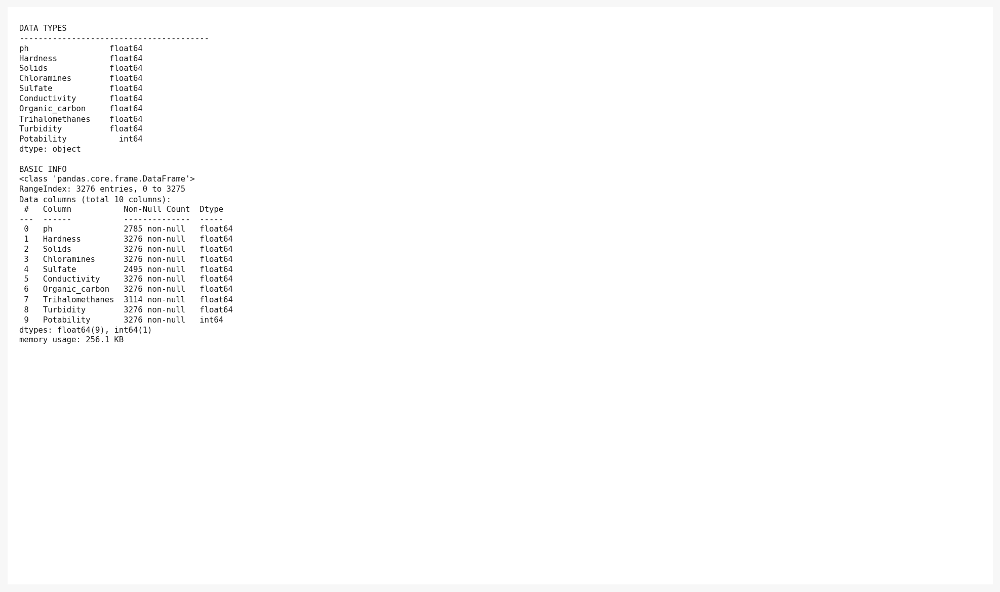 DATA TYPES
----------------------------------------
ph                 float64
Hardness           float64
Solids             float64
Chloramines        float64
Sulfate            float64
Conductivity       float64
Organic_carbon     float64
Trihalomethanes    float64
Turbidity          float64
Potability           int64
dtype: object

BASIC INFO
<class 'pandas.core.frame.DataFrame'>
RangeIndex: 3276 entries, 0 to 3275
Data columns (total 10 columns):
 #   Column           Non-Null Count  Dtype
---  ------           --------------  -----
 0   ph               2785 non-null   float64
 1   Hardness         3276 non-null   float64
 2   Solids           3276 non-null   float64
 3   Chloramines      3276 non-null   float64
 4   Sulfate          2495 non-null   float64
 5   Conductivity     3276 non-null   float64
 6   Organic_carbon   3276 non-null   float64
 7   Trihalomethanes  3114 non-null   float64
 8   Turbidity        3276 non-null   float64
 9   Potability       3276 non-null   int64
dtypes: float64(9), int64(1)
memory usage: 256.1 KB